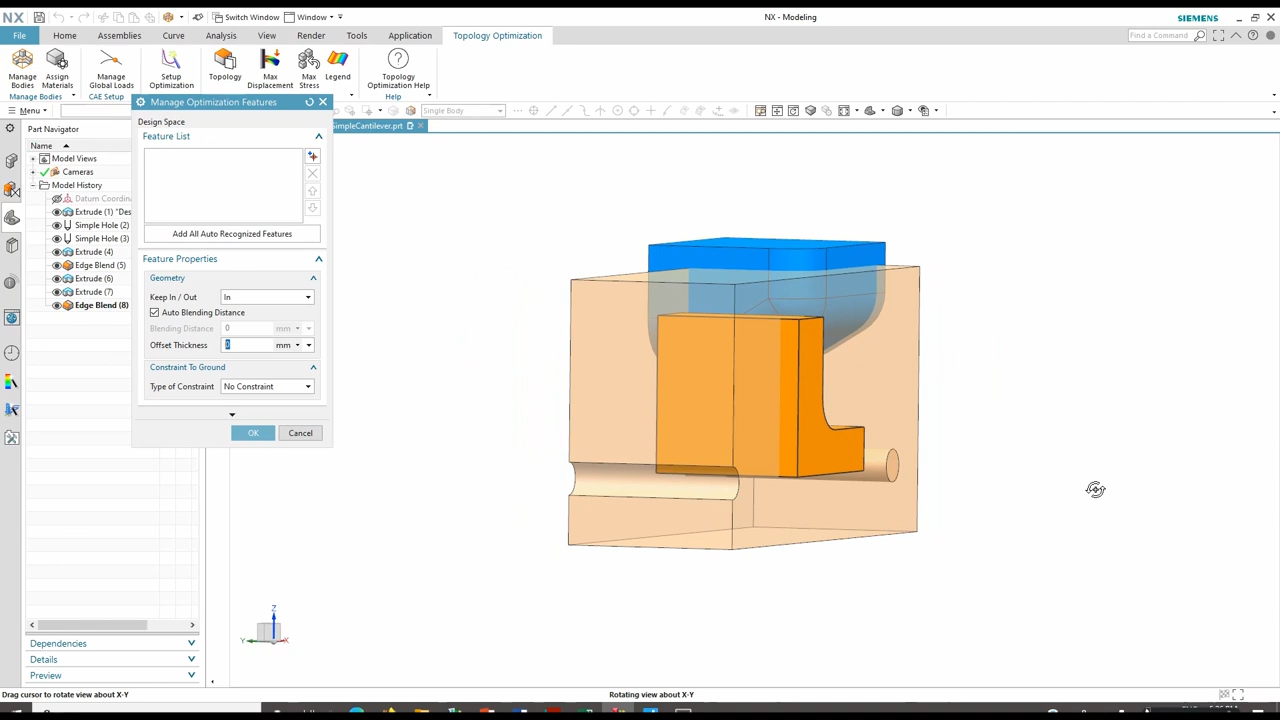 NX
Switch Window
Window
NX - Modeling
SIEMENS
File
Home
Assemblies
Curve
Analysis
View
Render
Tools
Application
Topology Optimization
Find a Command
Manage Bodies
Assign Materials
Manage Global Loads
Setup Optimization
Topology
Max Displacement
Max Stress
Legend
Topology Optimization Help
Manage Bodies
CAE Setup
Help
Menu
Single Body
Manage Optimization Features
Part Navigator
SimpleCantilever.prt
Name
Model Views
Cameras
Model History
Datum Coordin
Extrude (1) "Des
Simple Hole (2)
Simple Hole (3)
Extrude (4)
Edge Blend (5)
Extrude (6)
Extrude (7)
Edge Blend (8)
Design Space
Feature List
Add All Auto Recognized Features
Feature Properties
Geometry
Keep In / Out
In
Auto Blending Distance
Blending Distance
0
mm
Offset Thickness
0
mm
Constraint To Ground
Type of Constraint
No Constraint
OK
Cancel
Z
Y
X
Dependencies
Details
Preview
Drag cursor to rotate view about X-Y
Rotating view about X-Y